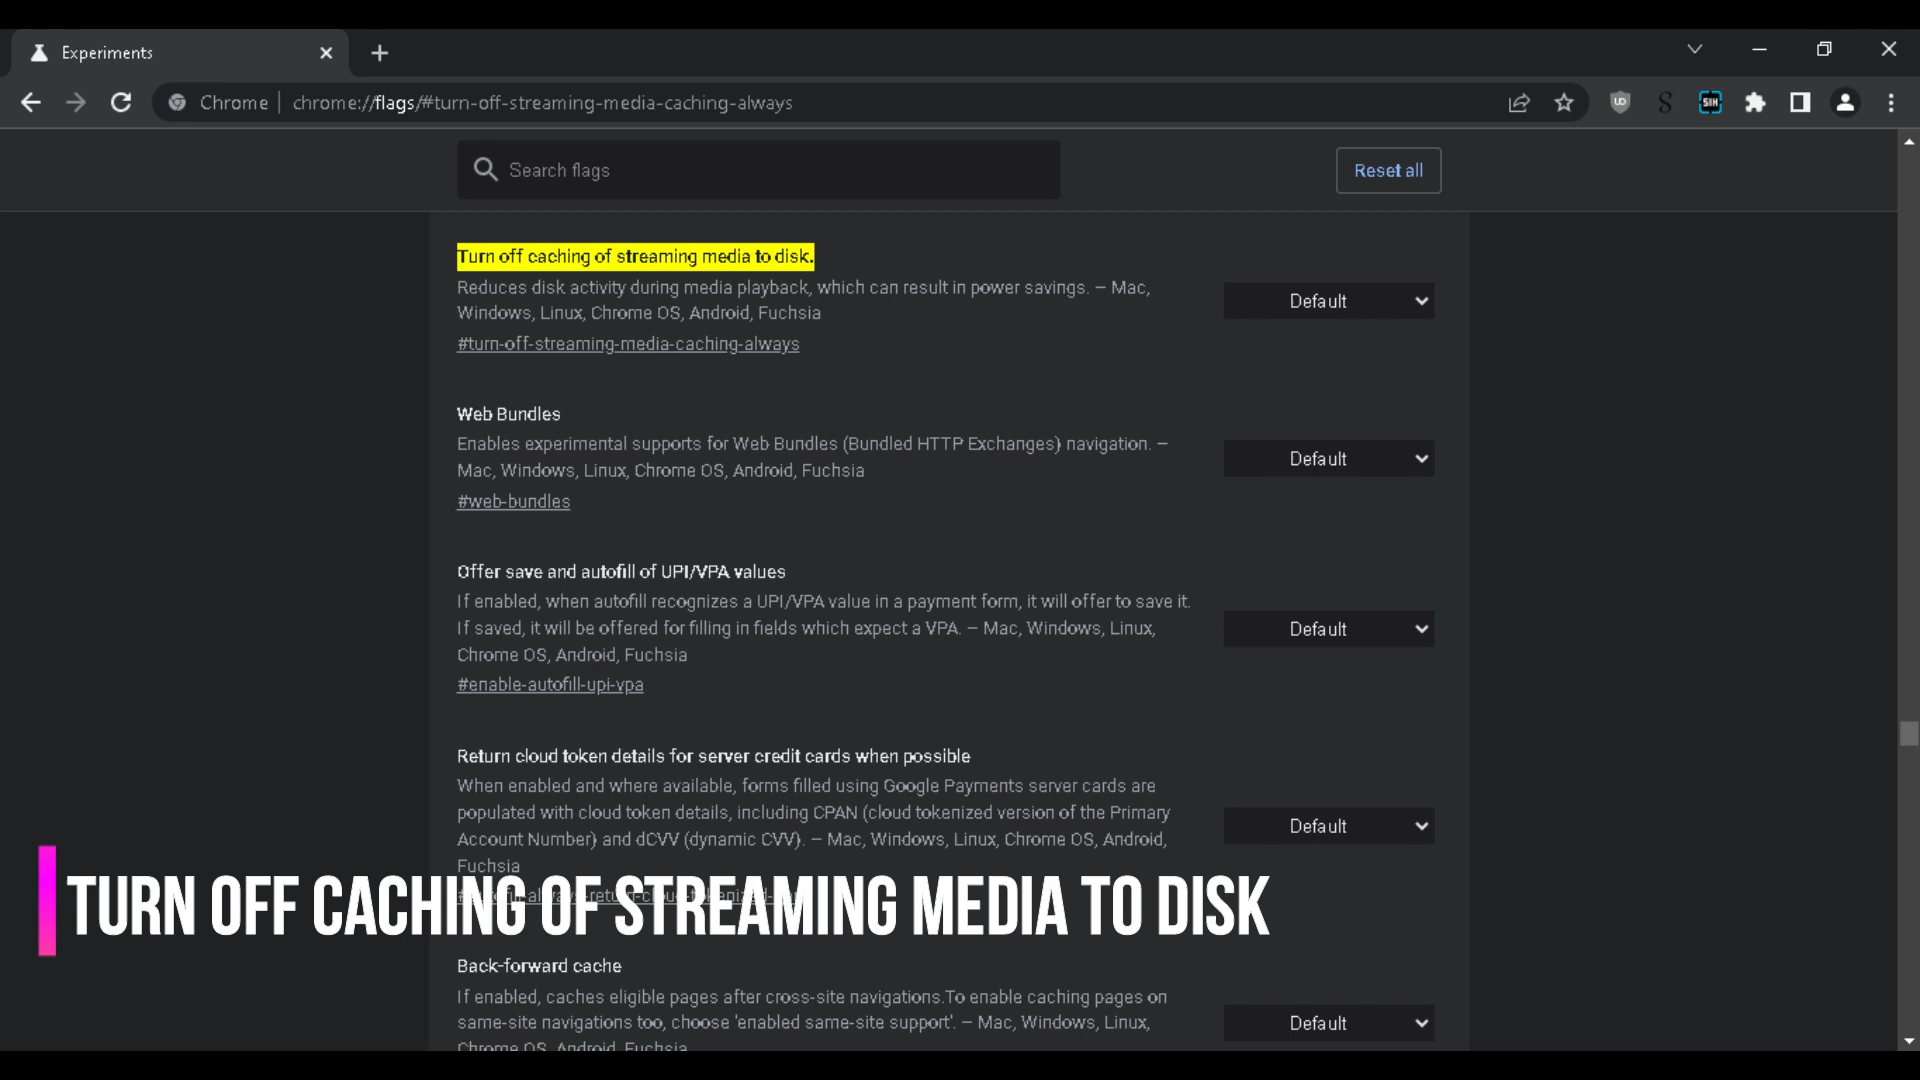 Experiments
Chrome | chrome://flags/#turn-off-streaming-media-caching-always
Search flags
Reset all
Turn off caching of streaming media to disk.
Reduces disk activity during media playback, which can result in power savings. – Mac,
Windows, Linux, Chrome OS, Android, Fuchsia
#turn-off-streaming-media-caching-always
Default
Web Bundles
Enables experimental supports for Web Bundles (Bundled HTTP Exchanges) navigation. –
Mac, Windows, Linux, Chrome OS, Android, Fuchsia
#web-bundles
Default
Offer save and autofill of UPI/VPA values
If enabled, when autofill recognizes a UPI/VPA value in a payment form, it will offer to save it.
If saved, it will be offered for filling in fields which expect a VPA. – Mac, Windows, Linux,
Chrome OS, Android, Fuchsia
#enable-autofill-upi-vpa
Default
Return cloud token details for server credit cards when possible
When enabled and where available, forms filled using Google Payments server cards are
populated with cloud token details, including CPAN (cloud tokenized version of the Primary
Account Number) and dCVV (dynamic CVV). – Mac, Windows, Linux, Chrome OS, Android,
Fuchsia
Default
TURN OFF CACHING OF STREAMING MEDIA TO DISK
Back-forward cache
If enabled, caches eligible pages after cross-site navigations.To enable caching pages on
same-site navigations too, choose 'enabled same-site support'. – Mac, Windows, Linux,
Chrome OS, Android, Fuchsia
Default